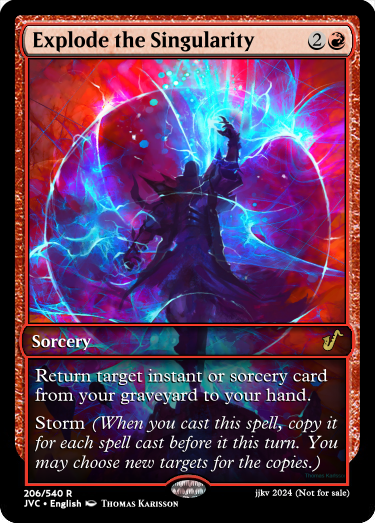 Explode the Singularity 2
Sorcery
Return target instant or sorcery card
from your graveyard to your hand.
Storm (When you cast this spell, copy it
for each spell cast before it this turn. You
may choose new targets for the copies.)
Thomas Karisson
206/540 R
JVC • English Thomas Karisson
jjkv 2024 (Not for sale)